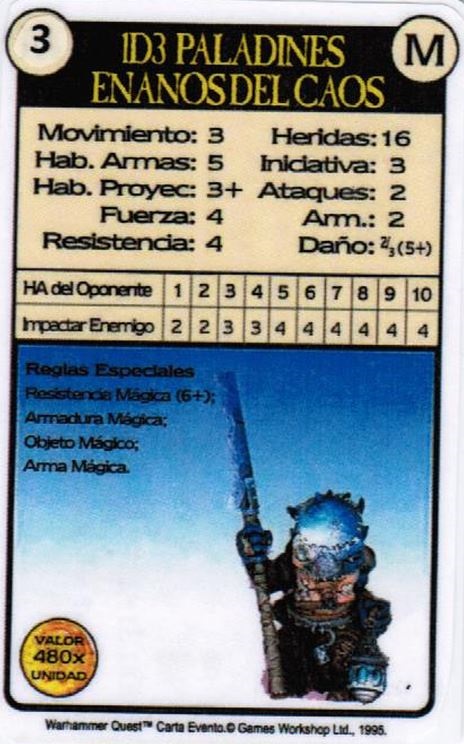 3
1D3 PALADINES
M
ENANOS DEL CAOS
Movimiento: 3 Heridas: 16
Hab. Armas: 5 Iniciativa: 3
Hab. Proyec: 3+ Ataques: 2
Fuerza: 4 Arm.: 2
Resistencia: 4 Daño: 2/3 (5+)
HA del Oponente 1 2 3 4 5 6 7 8 9 10
Impactar Enemigo 2 2 3 3 4 4 4 4 4 4
Reglas Especiales
Resistencia Mágica (6+);
Armadura Mágica;
Objeto Mágico;
Arma Mágica.
VALOR
480x
UNIDAD
Warhammer Quest™ Carta Evento.© Games Workshop Ltd., 1995.